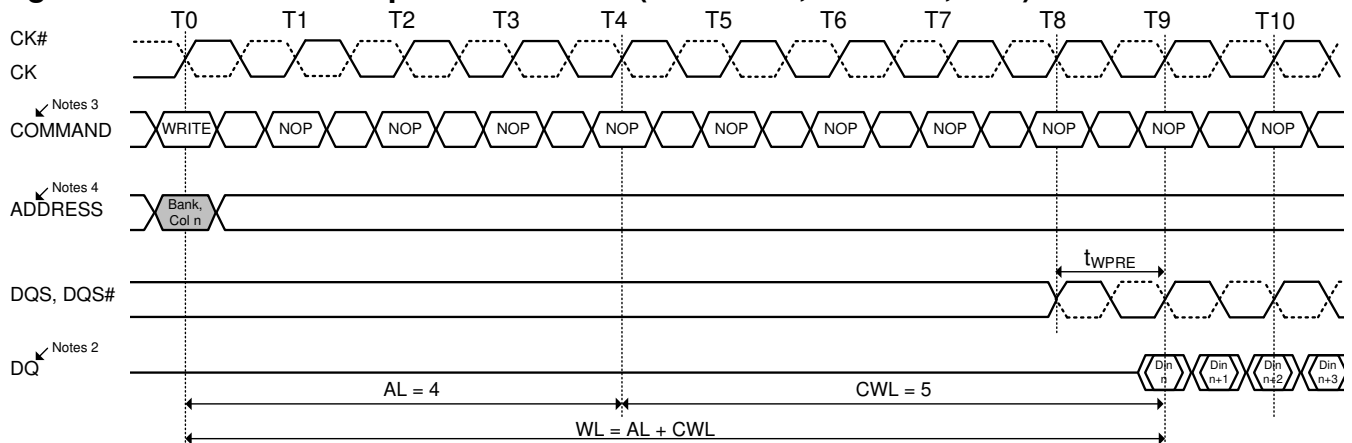 T0 T1 T2 T3 T4 T5 T6 T7 T8 T9 T10
CK#
CK
Notes 3
COMMAND WRITE NOP NOP NOP NOP NOP NOP NOP NOP NOP NOP
Notes 4
ADDRESS Bank,
Col n
tWPRE
DQS, DQS#
Notes 2
DQ Din Din Din Din
n n+1 n+2 n+3
AL = 4 CWL = 5
WL = AL + CWL